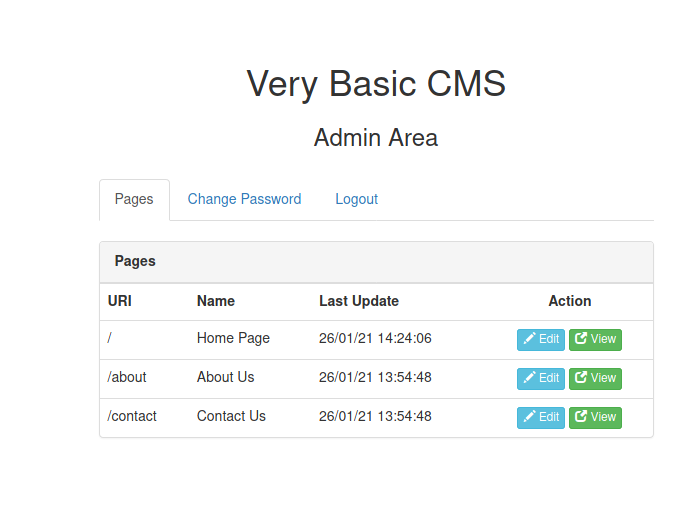 Very Basic CMS
Admin Area
Pages Change Password Logout
Pages
URI Name Last Update Action
/ Home Page 26/01/21 14:24:06 Edit View
/about About Us 26/01/21 13:54:48 Edit View
/contact Contact Us 26/01/21 13:54:48 Edit View